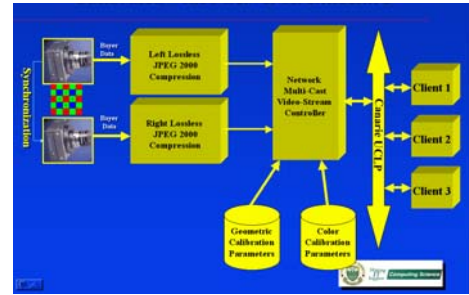 Synchronization
Bayer
Data
Bayer
Data
Left Lossless
JPEG 2000
Compression
Right Lossless
JPEG 2000
Compression
Network
Multi-Cast
Video-Stream
Controller
Geometric
Calibration
Parameters
Color
Calibration
Parameters
Canarie UCLP
Client 1
Client 2
Client 3
Computing Science